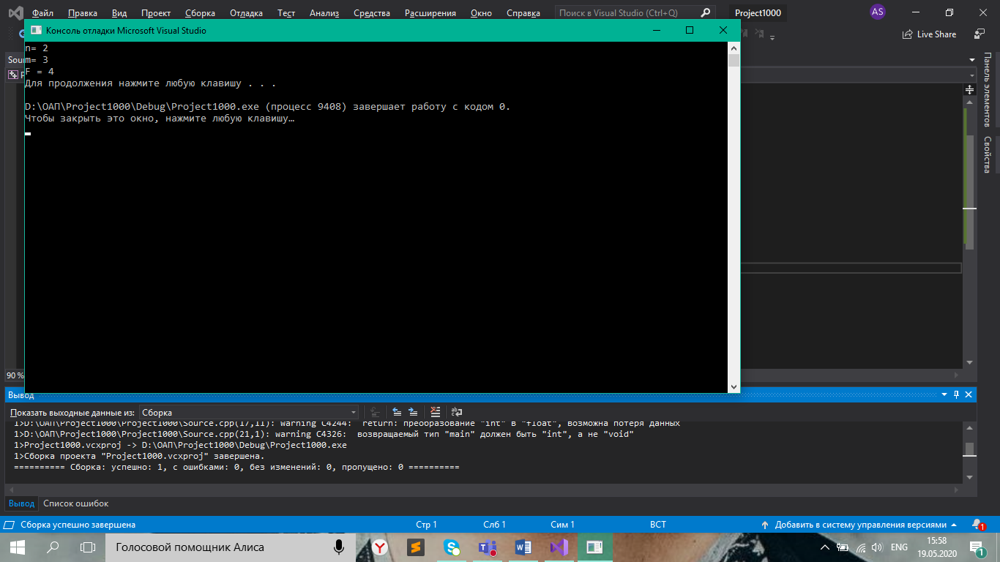 Файл Правка Вид Проект Сборка Отладка Тест Анализ Средства Расширения Окно Справка Поиск в Visual Studio (Ctrl+Q) Project1000 AS
Консоль отладки Microsoft Visual Studio
Live Share
n= 2
m= 3
F = 4
Для продолжения нажмите любую клавишу . . .
D:\ОАП\Project1000\Debug\Project1000.exe (процесс 9408) завершает работу с кодом 0.
Чтобы закрыть это окно, нажмите любую клавишу…
Панель элементов
Свойства
90 %
Вывод
Показать выходные данные из: Сборка
1>D:\ОАП\Project1000\Project1000\Source.cpp(17,11): warning C4244: return: преобразование "int" в "float", возможна потеря данных
1>D:\ОАП\Project1000\Project1000\Source.cpp(21,1): warning C4326: возвращаемый тип "main" должен быть "int", а не "void"
1>Project1000.vcxproj -> D:\ОАП\Project1000\Debug\Project1000.exe
1>Сборка проекта "Project1000.vcxproj" завершена.
========== Сборка: успешно: 1, с ошибками: 0, без изменений: 0, пропущено: 0 ==========
Вывод Список ошибок
Сборка успешно завершена Стр 1 Слб 1 Сим 1 ВСТ Добавить в систему управления версиями 1
Голосовой помощник Алиса ENG 15:58
19.05.2020 1